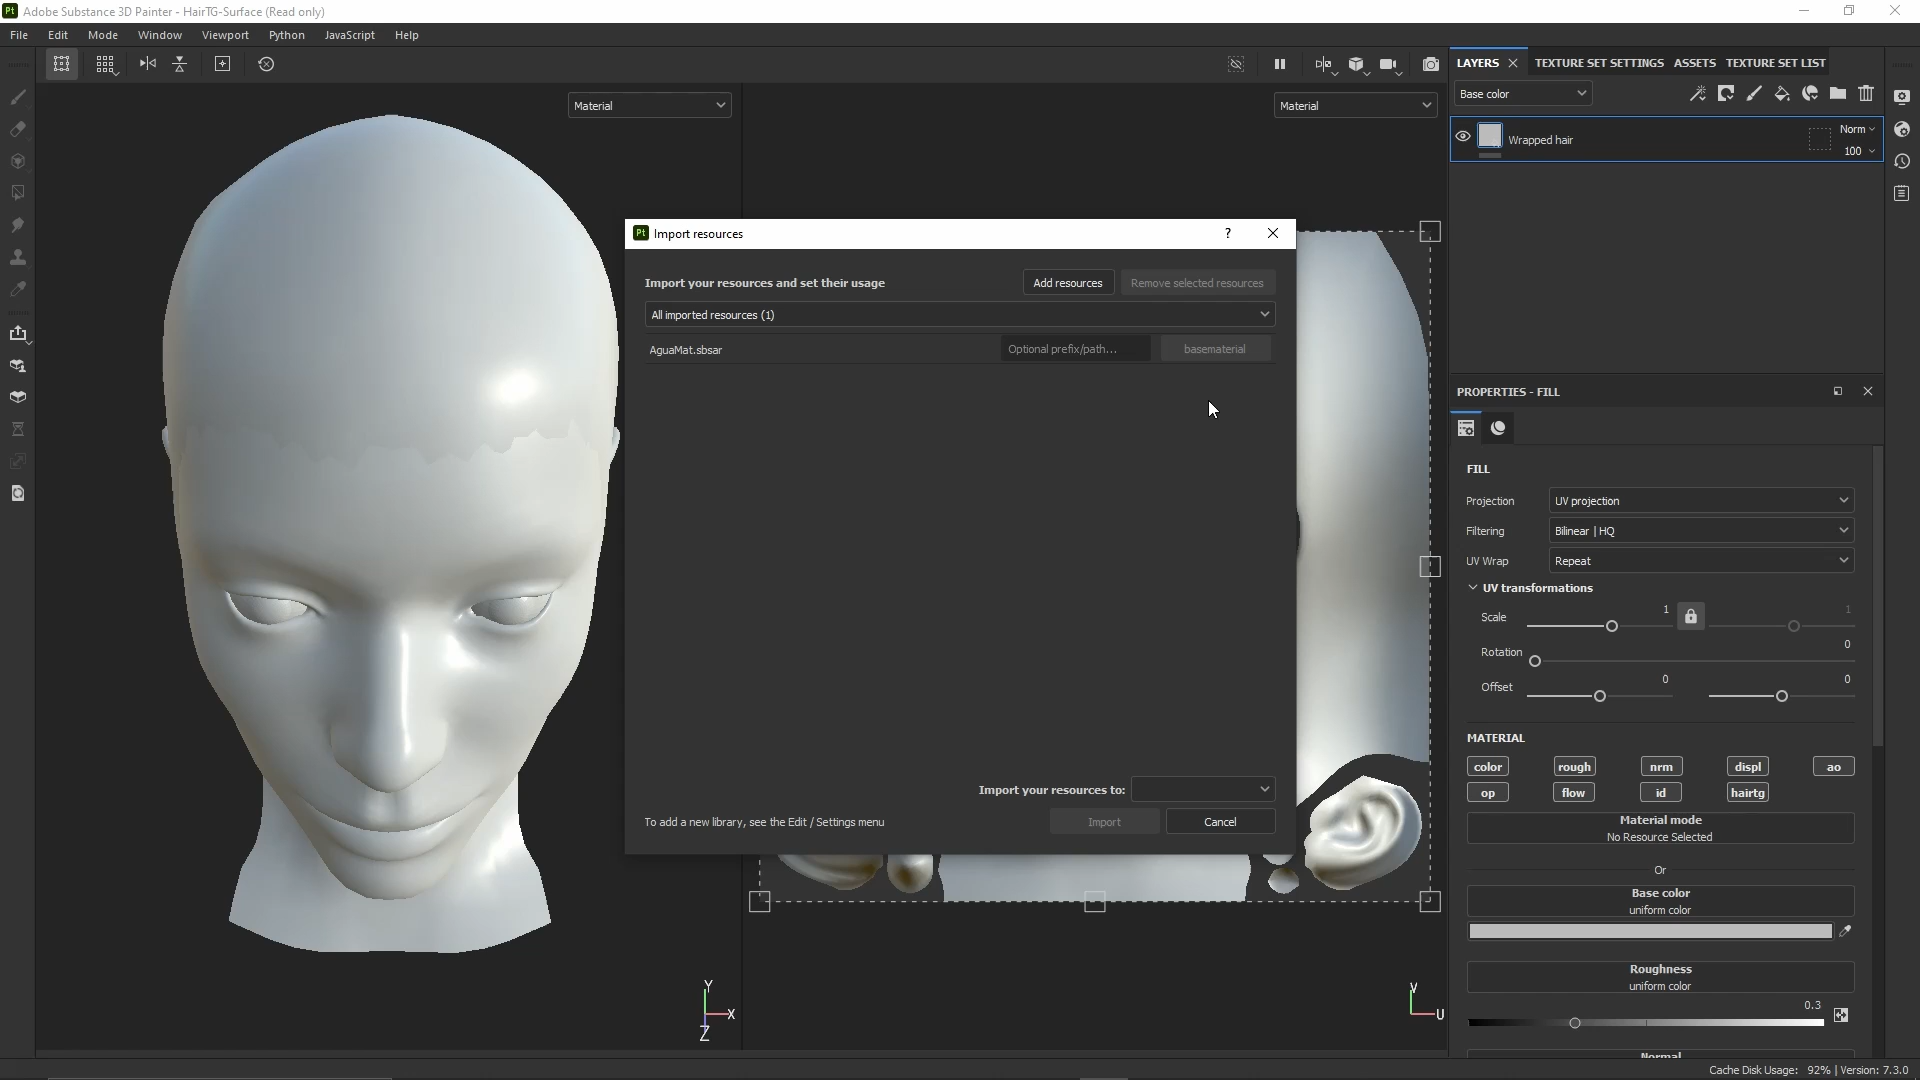 Pt Adobe Substance 3D Painter - HairTG-Surface (Read only)
File Edit Mode Window Viewport Python JavaScript Help
Material
Material
LAYERS TEXTURE SET SETTINGS ASSETS TEXTURE SET LIST
Base color
Wrapped hair
Norm
100
Pt Import resources
?
Import your resources and set their usage
Add resources
Remove selected resources
All imported resources (1)
AguaMat.sbsar
Optional prefix/path...
basematerial
Import your resources to:
To add a new library, see the Edit / Settings menu
Import
Cancel
PROPERTIES - FILL
FILL
Projection UV projection
Filtering Bilinear | HQ
UV Wrap Repeat
UV transformations
Scale 1 1
Rotation 0
Offset 0 0
MATERIAL
color rough nrm displ ao
op flow id hairtg
Material mode
No Resource Selected
Or
Base color
uniform color
Roughness
uniform color
0.3
Normal
Y
X
Z
V
U
Cache Disk Usage: 92% | Version: 7.3.0